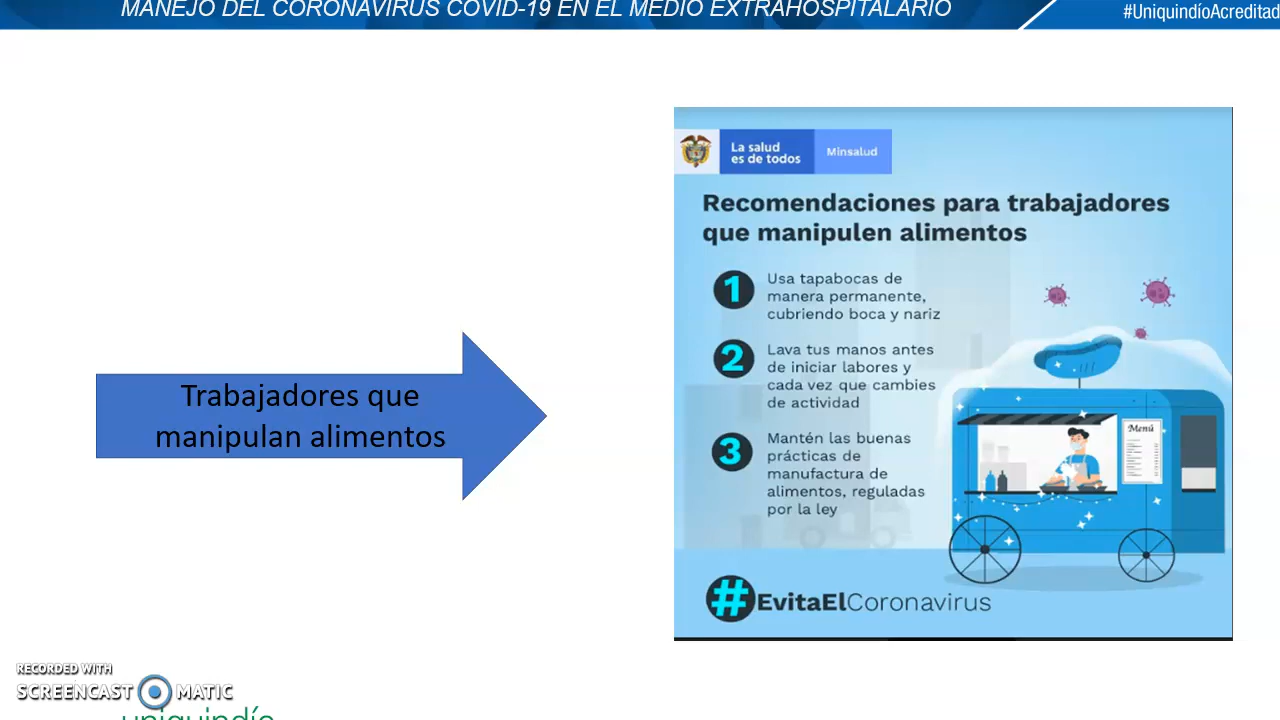 MANEJO DEL CORONAVIRUS COVID-19 EN EL MEDIO EXTRAHOSPITALARIO
#UniquindíoAcreditad
La salud
es de todos
Minsalud
Recomendaciones para trabajadores
que manipulen alimentos
1
Usa tapabocas de
manera permanente,
cubriendo boca y nariz
2
Lava tus manos antes
de iniciar labores y
cada vez que cambies
de actividad
3
Mantén las buenas
prácticas de
manufactura de
alimentos, reguladas
por la ley
Menú
#EvitaElCoronavirus
Trabajadores que
manipulan alimentos
RECORDED WITH
SCREENCAST MATIC
uniquindío